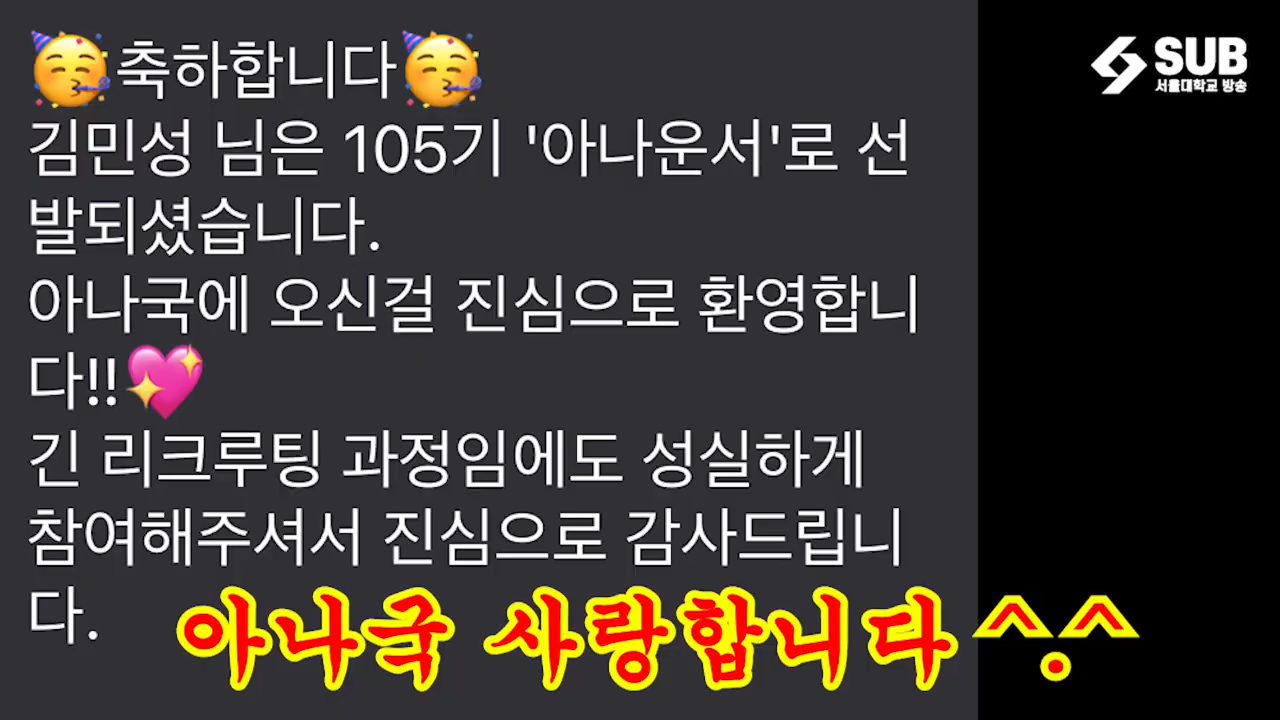 🥳축하합니다🥳
김민성 님은 105기 '아나운서'로 선
발되셨습니다.
아나국에 오신걸 진심으로 환영합니
다!!💖
긴 리크루팅 과정임에도 성실하게
참여해주셔서 진심으로 감사드립니
다.
아나국 사랑합니다^.^
SUB
서울대학교 방송